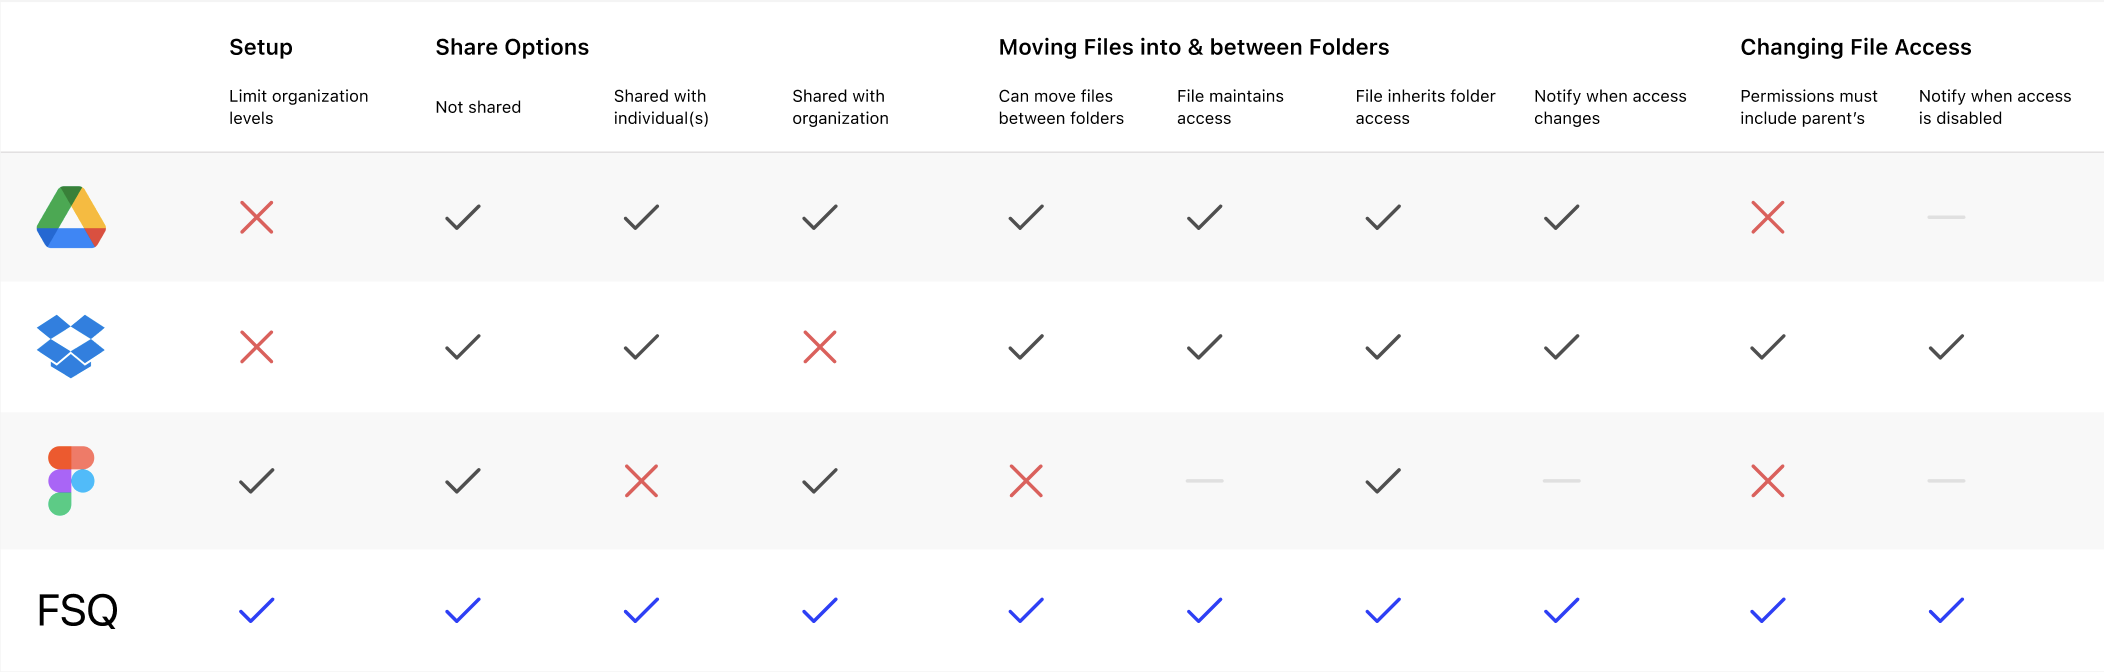 Setup
Share Options
Moving Files into & between Folders
Changing File Access
Limit organization
levels
Not shared
Shared with
individual(s)
Shared with
organization
Can move files
between folders
File maintains
access
File inherits folder
access
Notify when access
changes
Permissions must
include parent’s
Notify when access
is disabled
FSQ